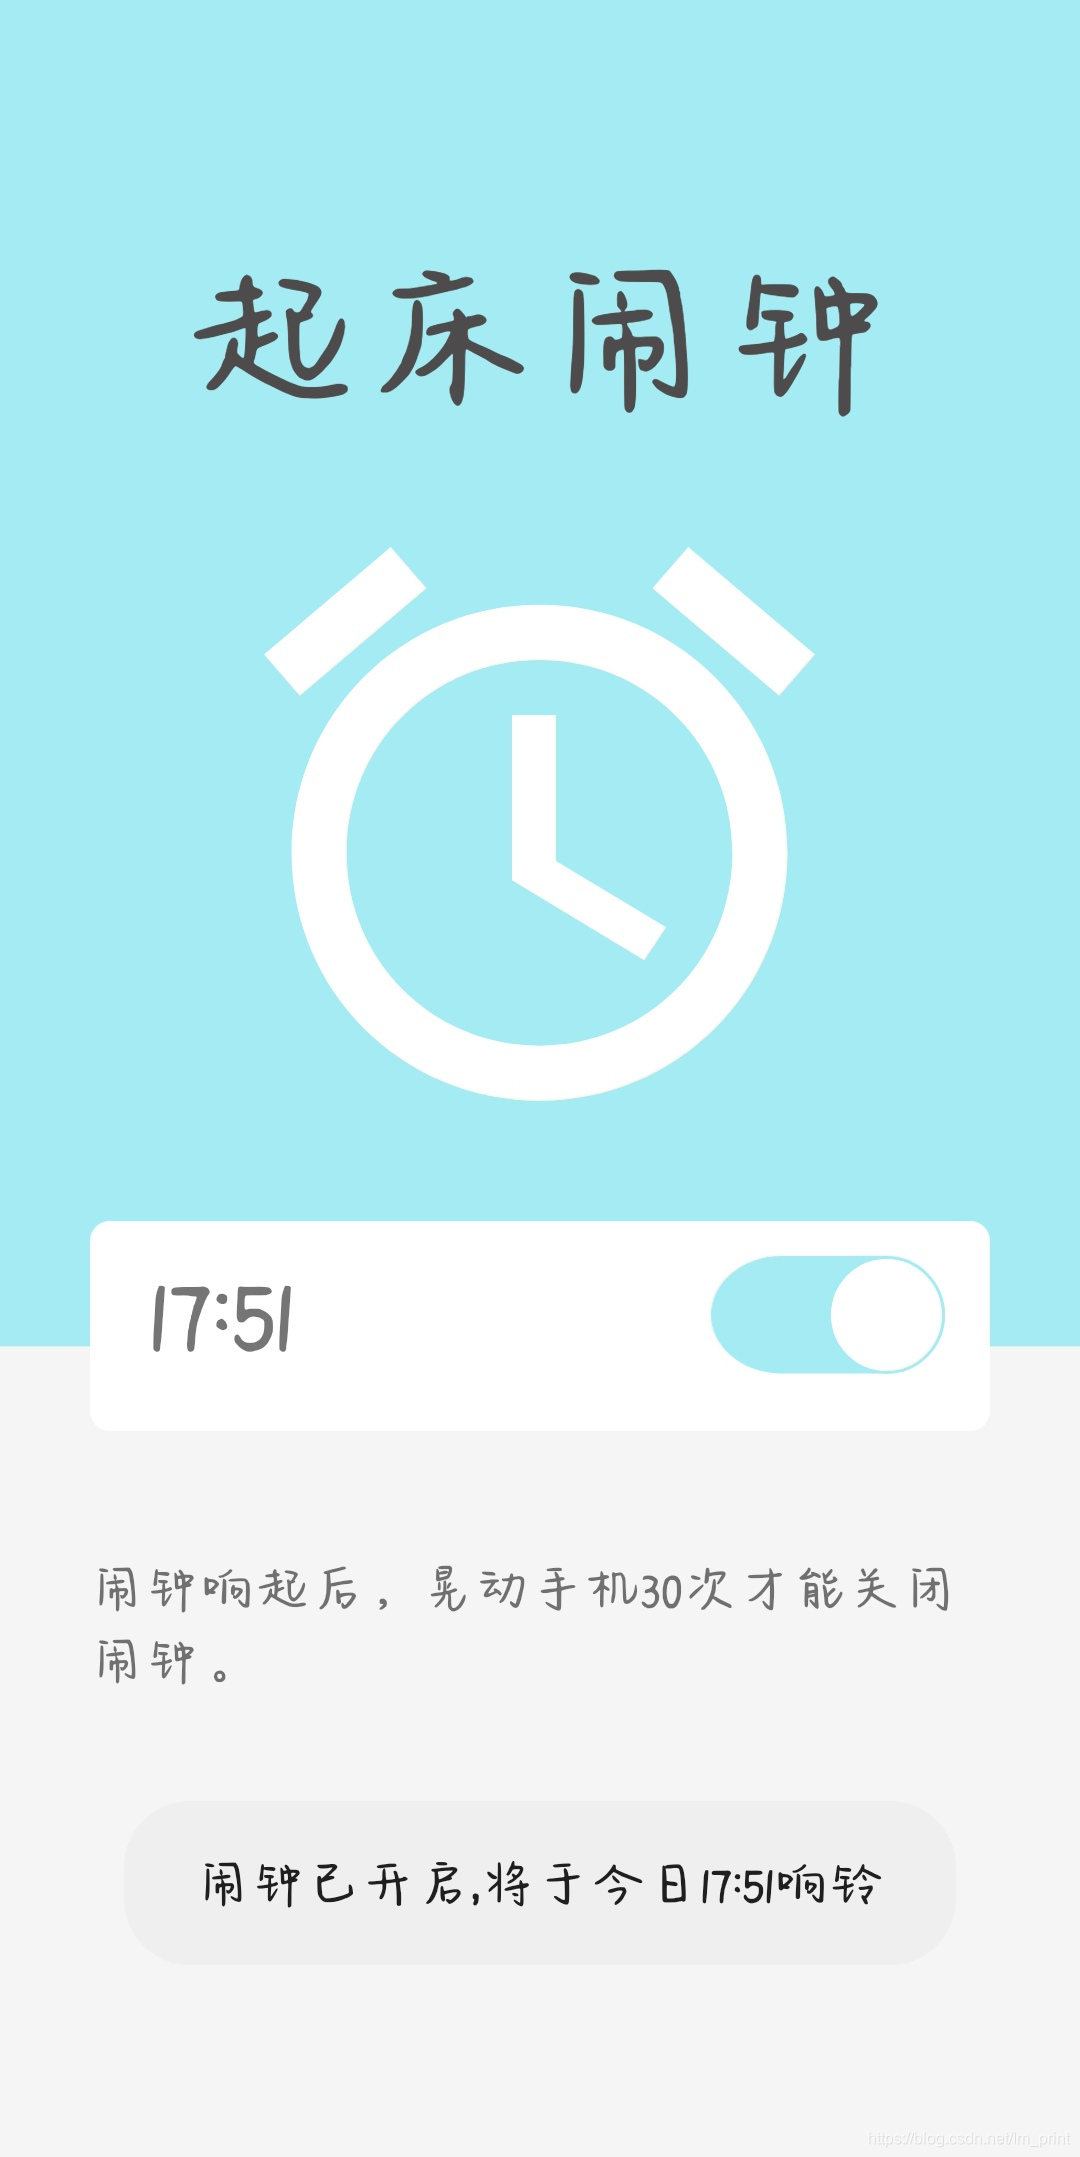 起床闹钟
17:51
闹钟响起后，晃动手机30次才能关闭
闹钟。
闹钟已开启,将于今日17:51响铃
https://blog.csdn.net/lm_print